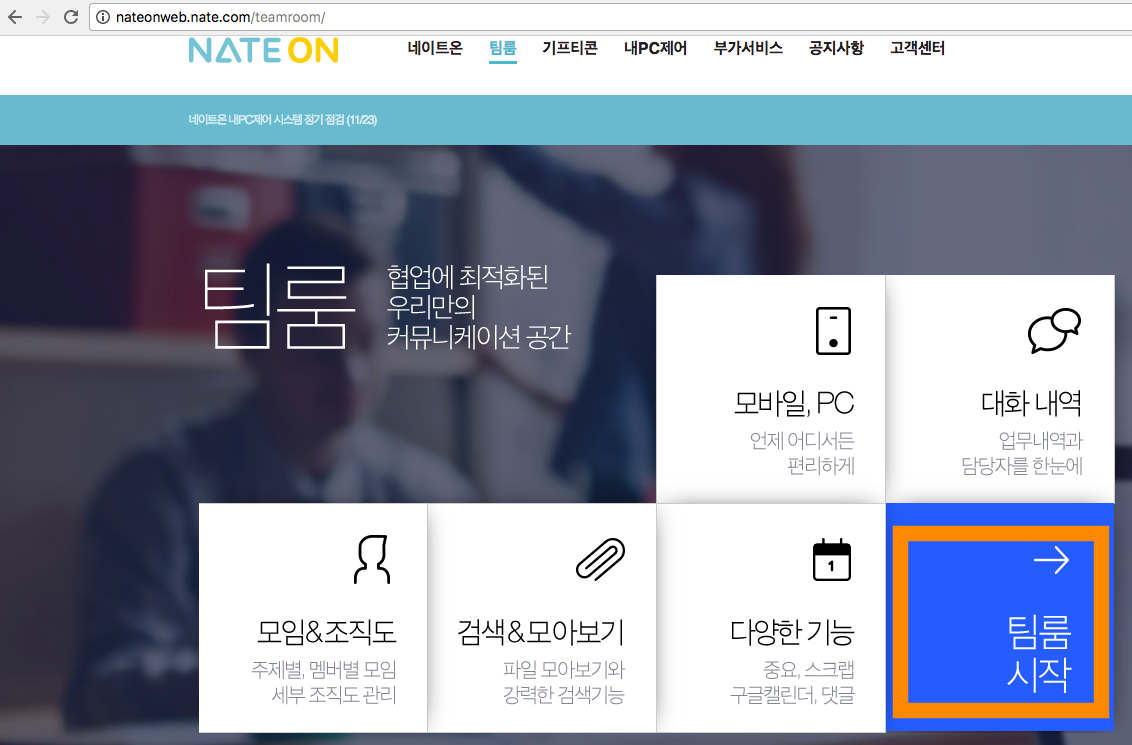 nateonweb.nate.com/teamroom/
NATE ON
네이트온 팀룸 기프티콘 내PC제어 부가서비스 공지사항 고객센터
네이트온 내PC제어 시스템 정기 점검 (11/23)
팀룸
협업에 최적화된
우리만의
커뮤니케이션 공간
모바일, PC
언제 어디서든
편리하게
대화 내역
업무내역과
담당자를 한눈에
모임&조직도
주제별, 멤버별 모임
세부 조직도 관리
검색&모아보기
파일 모아보기와
강력한 검색기능
1
다양한 기능
중요, 스크랩
구글캘린더, 댓글
팀룸
시작